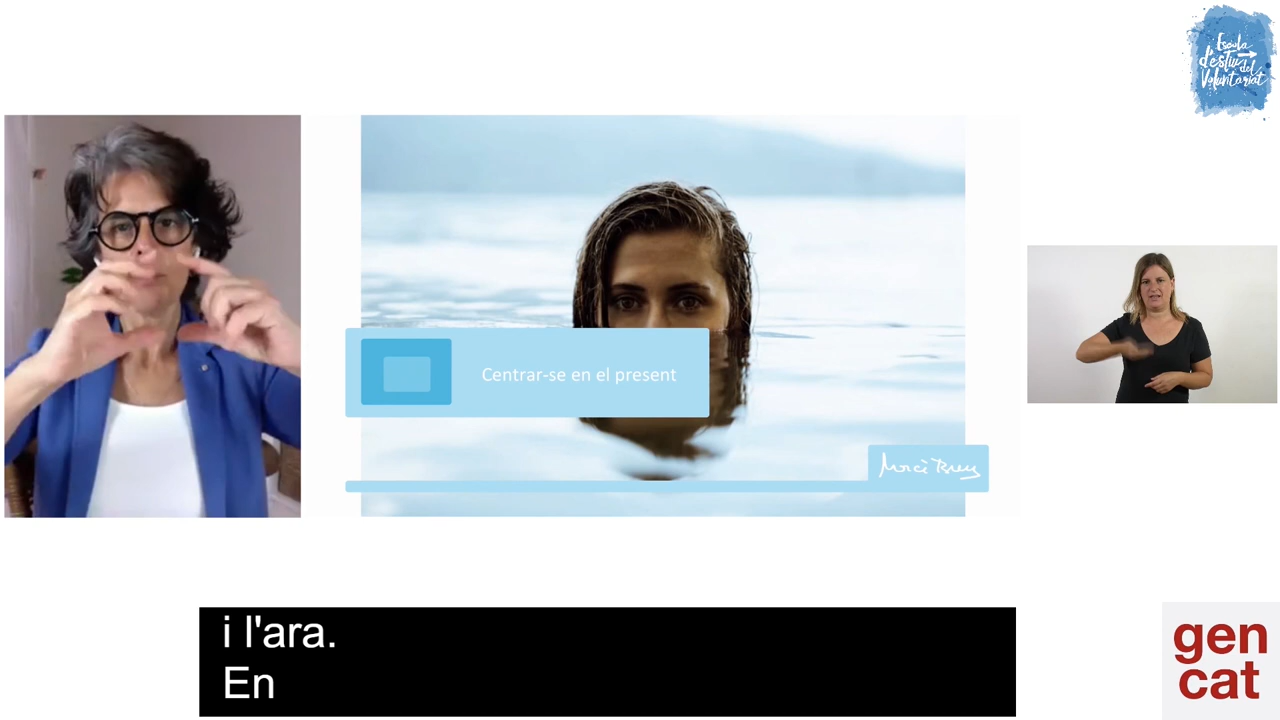 Escola
d'estiu del
Voluntariat
Centrar-se en el present
i l'ara.
En
gen
cat